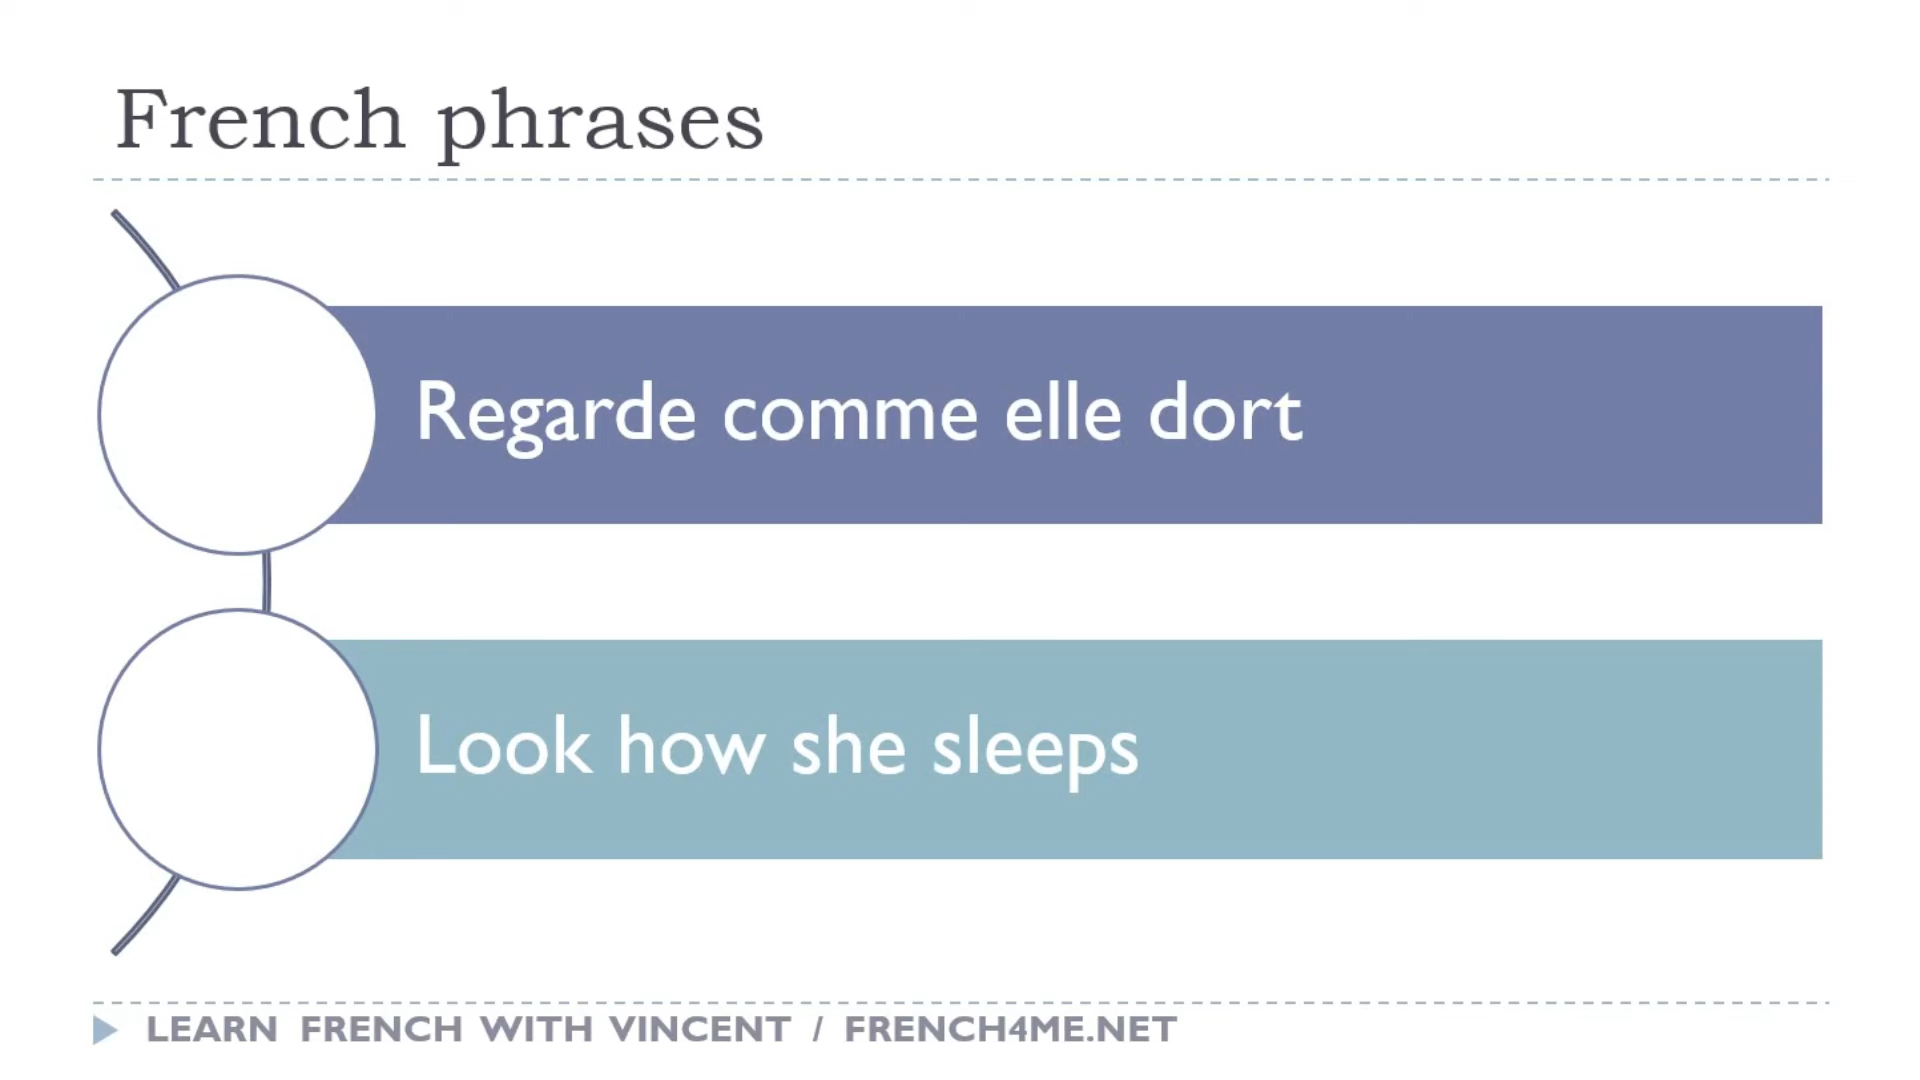 French phrases
Regarde comme elle dort
Look how she sleeps
LEARN FRENCH WITH VINCENT / FRENCH4ME.NET